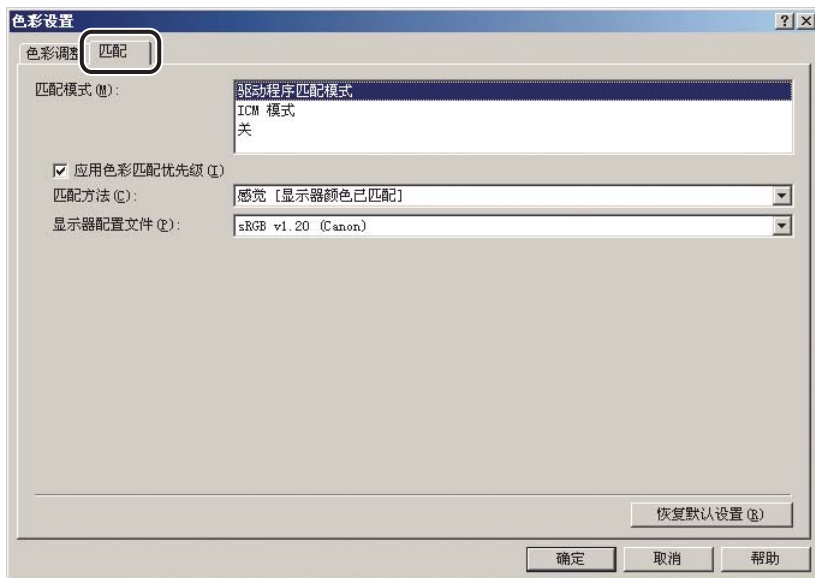 色彩设置
色彩调整 匹配
匹配模式(M):
驱动程序匹配模式
ICM 模式
关
应用色彩匹配优先级(I)
匹配方法(C): 感觉 [显示器颜色已匹配]
显示器配置文件(P): sRGB v1.20 (Canon)
恢复默认设置(R)
确定 取消 帮助